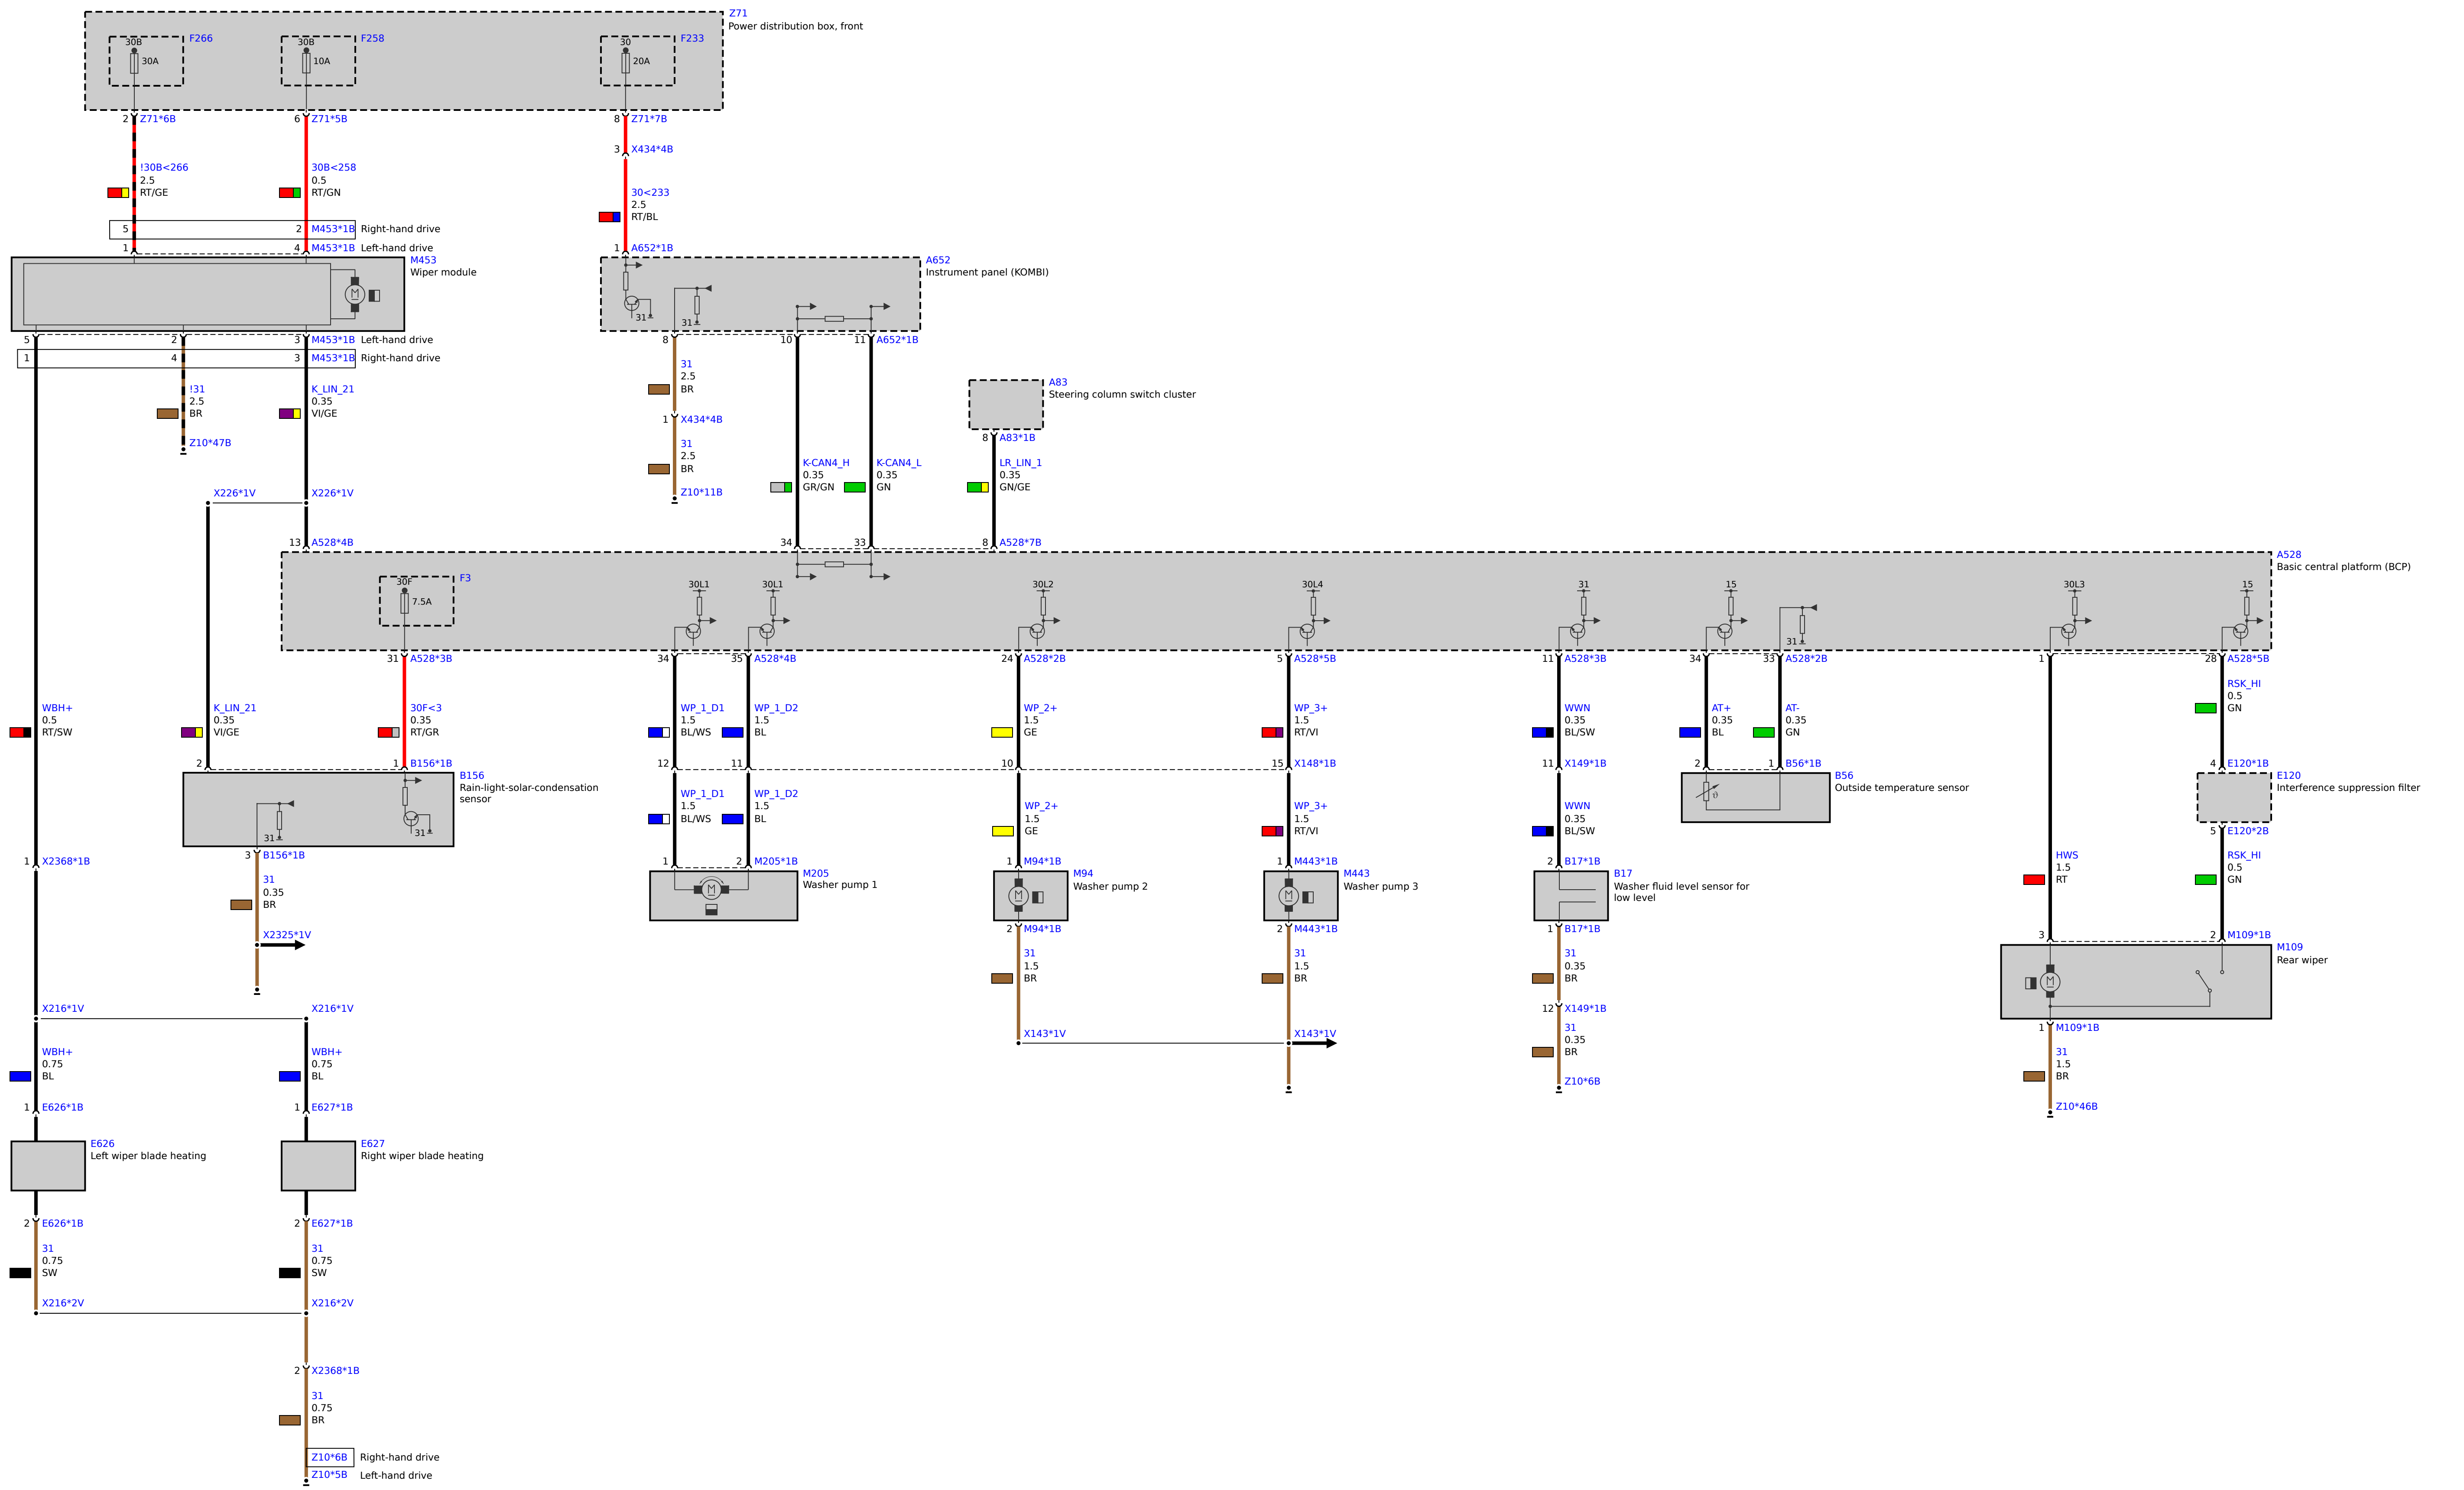 Z71
Power distribution box, front
30B
F266
30A
30B
F258
10A
30
F233
20A
2
Z71*6B
6
Z71*5B
8
Z71*7B
3
X434*4B
!30B<266
2.5
RT/GE
30B<258
0.5
RT/GN
30<233
2.5
RT/BL
5
2
M453*1B
Right-hand drive
1
4
M453*1B
Left-hand drive
1
A652*1B
M453
Wiper module
M
A652
Instrument panel (KOMBI)
31
31
5
2
3
M453*1B
Left-hand drive
1
4
3
M453*1B
Right-hand drive
8
10
11
A652*1B
!31
2.5
BR
K_LIN_21
0.35
VI/GE
31
2.5
BR
A83
Steering column switch cluster
1
X434*4B
8
A83*1B
Z10*47B
31
2.5
BR
K-CAN4_H
0.35
GR/GN
K-CAN4_L
0.35
GN
LR_LIN_1
0.35
GN/GE
X226*1V
X226*1V
Z10*11B
13
A528*4B
34
33
8
A528*7B
A528
Basic central platform (BCP)
30F
F3
7.5A
30L1
30L1
30L2
30L4
31
15
31
30L3
15
31
A528*3B
34
35
A528*4B
24
A528*2B
5
A528*5B
11
A528*3B
34
33
A528*2B
1
28
A528*5B
WBH+
0.5
RT/SW
K_LIN_21
0.35
VI/GE
30F<3
0.35
RT/GR
WP_1_D1
1.5
BL/WS
WP_1_D2
1.5
BL
WP_2+
1.5
GE
WP_3+
1.5
RT/VI
WWN
0.35
BL/SW
AT+
0.35
BL
AT-
0.35
GN
RSK_HI
0.5
GN
2
1
B156*1B
12
11
10
15
X148*1B
11
X149*1B
2
1
B56*1B
4
E120*1B
B156
Rain-light-solar-condensation
sensor
31
31
WP_1_D1
1.5
BL/WS
WP_1_D2
1.5
BL
WP_2+
1.5
GE
WP_3+
1.5
RT/VI
WWN
0.35
BL/SW
B56
Outside temperature sensor
ϑ
E120
Interference suppression filter
5
E120*2B
1
X2368*1B
3
B156*1B
1
2
M205*1B
1
M94*1B
1
M443*1B
2
B17*1B
31
0.35
BR
M
M205
Washer pump 1
M
M94
Washer pump 2
M
M443
Washer pump 3
B17
Washer fluid level sensor for
low level
HWS
1.5
RT
RSK_HI
0.5
GN
X2325*1V
2
M94*1B
2
M443*1B
1
B17*1B
3
2
M109*1B
31
1.5
BR
31
1.5
BR
31
0.35
BR
M
M109
Rear wiper
X216*1V
X216*1V
12
X149*1B
X143*1V
X143*1V
31
0.35
BR
1
M109*1B
WBH+
0.75
BL
WBH+
0.75
BL
Z10*6B
31
1.5
BR
1
E626*1B
1
E627*1B
Z10*46B
E626
Left wiper blade heating
E627
Right wiper blade heating
2
E626*1B
2
E627*1B
31
0.75
SW
31
0.75
SW
X216*2V
X216*2V
2
X2368*1B
31
0.75
BR
Z10*6B
Right-hand drive
Z10*5B
Left-hand drive